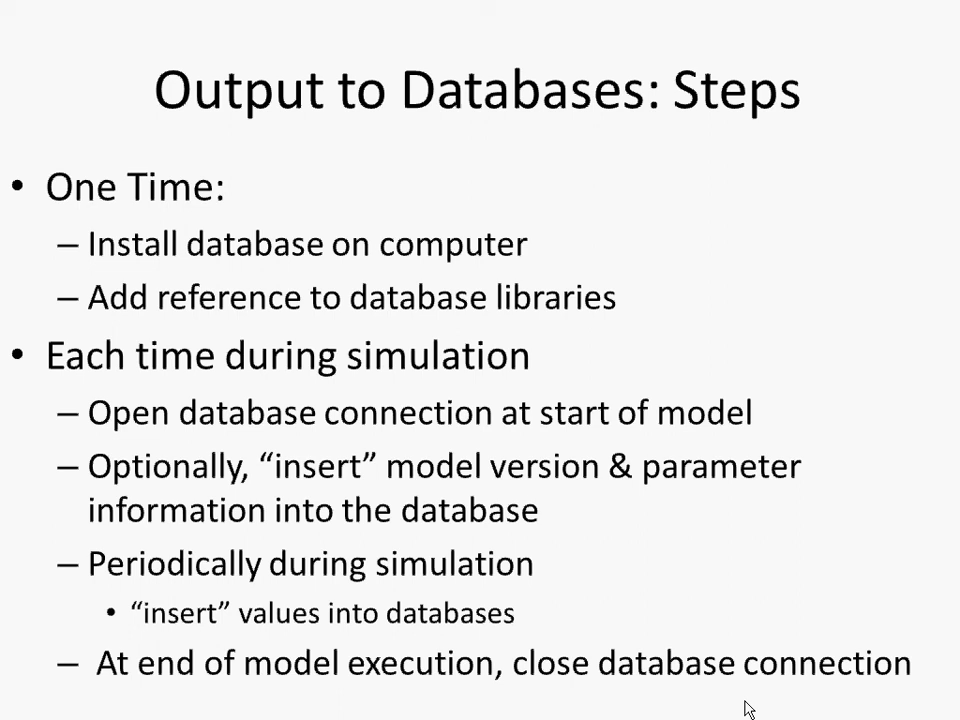 Output to Databases: Steps
• One Time:
– Install database on computer
– Add reference to database libraries
• Each time during simulation
– Open database connection at start of model
– Optionally, “insert” model version & parameter
information into the database
– Periodically during simulation
• “insert” values into databases
– At end of model execution, close database connection